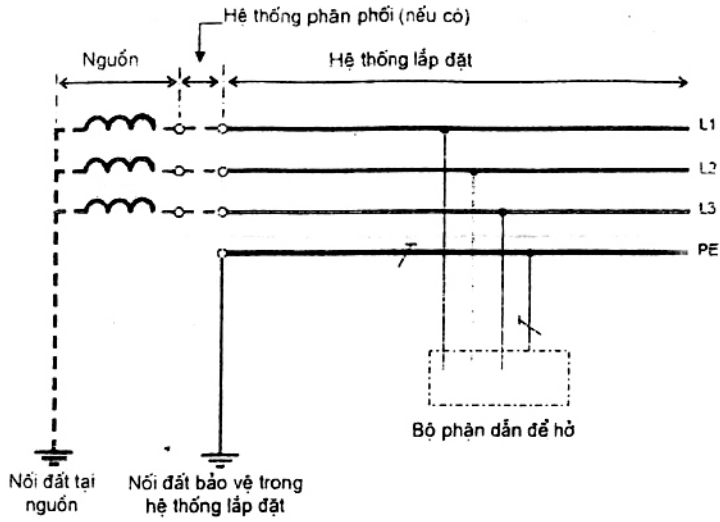 Hệ thống phân phối (nếu có)
Nguồn
Hệ thống lắp đặt
L1
L2
L3
PE
Bộ phận dẫn để hở
Nối đất tại
nguồn
Nối đất bảo vệ trong
hệ thống lắp đặt